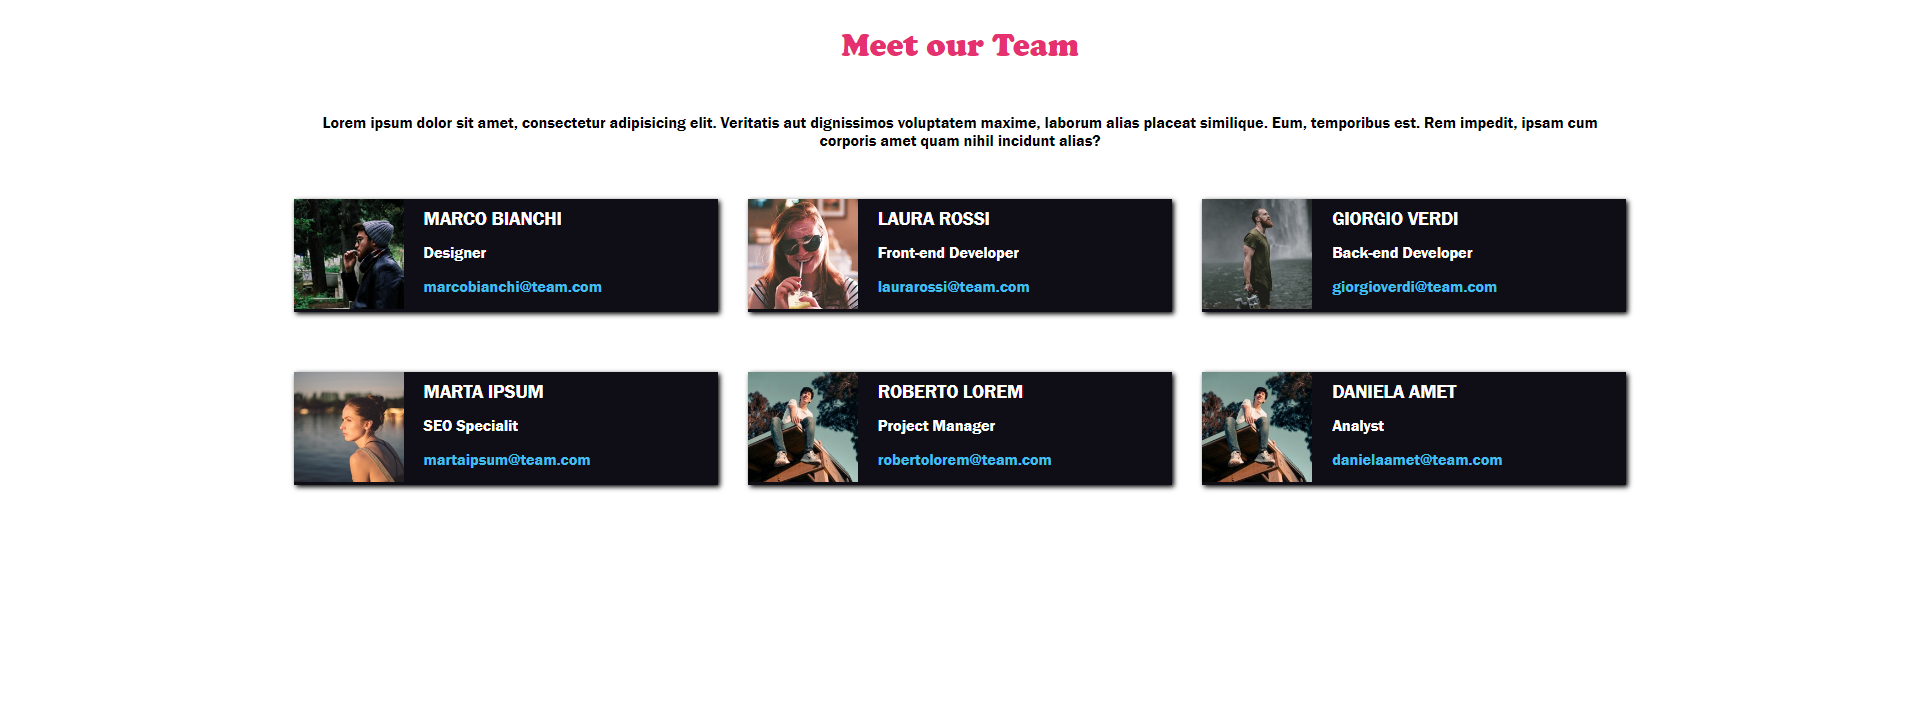 Meet our Team
Lorem ipsum dolor sit amet, consectetur adipisicing elit. Veritatis aut dignissimos voluptatem maxime, laborum alias placeat similique. Eum, temporibus est. Rem impedit, ipsam cum
corporis amet quam nihil incidunt alias?
MARCO BIANCHI
Designer
marcobianchi@team.com
LAURA ROSSI
Front-end Developer
laurarossi@team.com
GIORGIO VERDI
Back-end Developer
giorgioverdi@team.com
MARTA IPSUM
SEO Specialit
martaipsum@team.com
ROBERTO LOREM
Project Manager
robertolorem@team.com
DANIELA AMET
Analyst
danielaamet@team.com